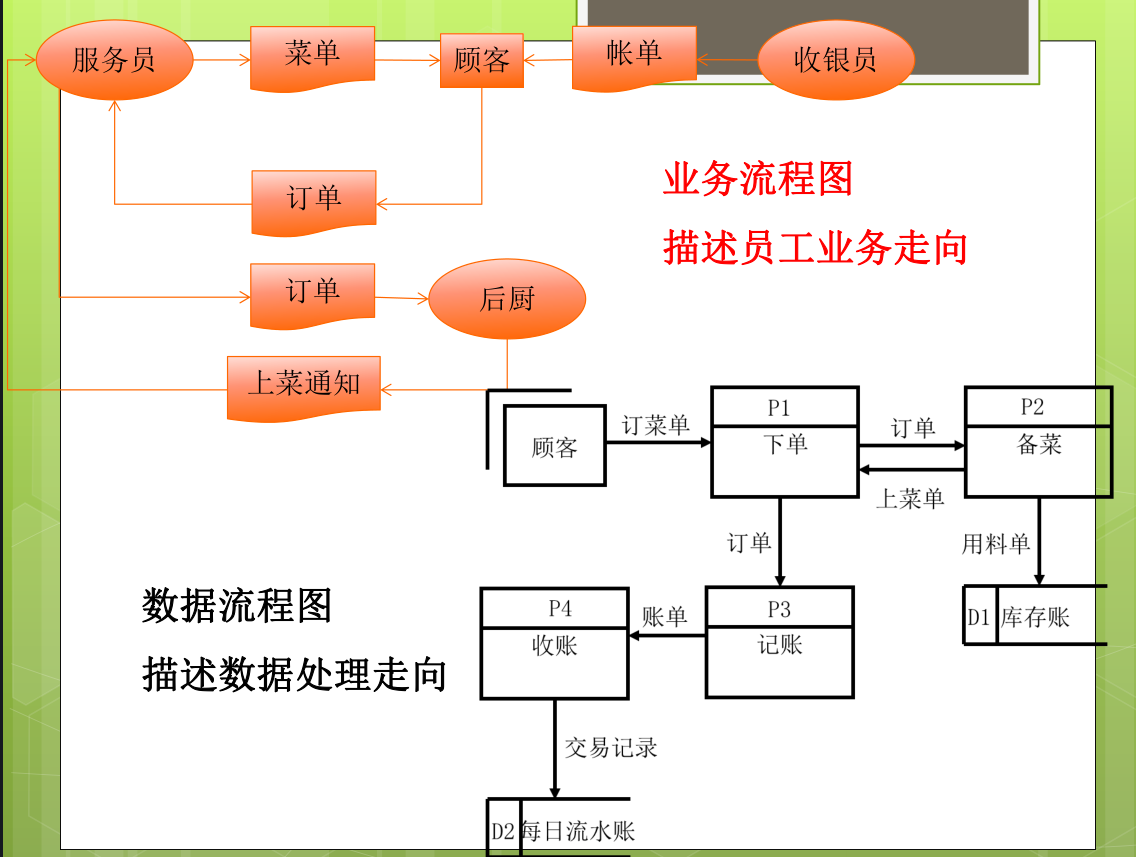 服务员
菜单
顾客
帐单
收银员
业务流程图
订单
描述员工业务走向
订单
后厨
上菜通知
顾客
订菜单
P1
下单
订单
上菜单
P2
备菜
订单
用料单
数据流程图
描述数据处理走向
P4
收账
账单
P3
记账
D1 库存账
交易记录
D2 每日流水账